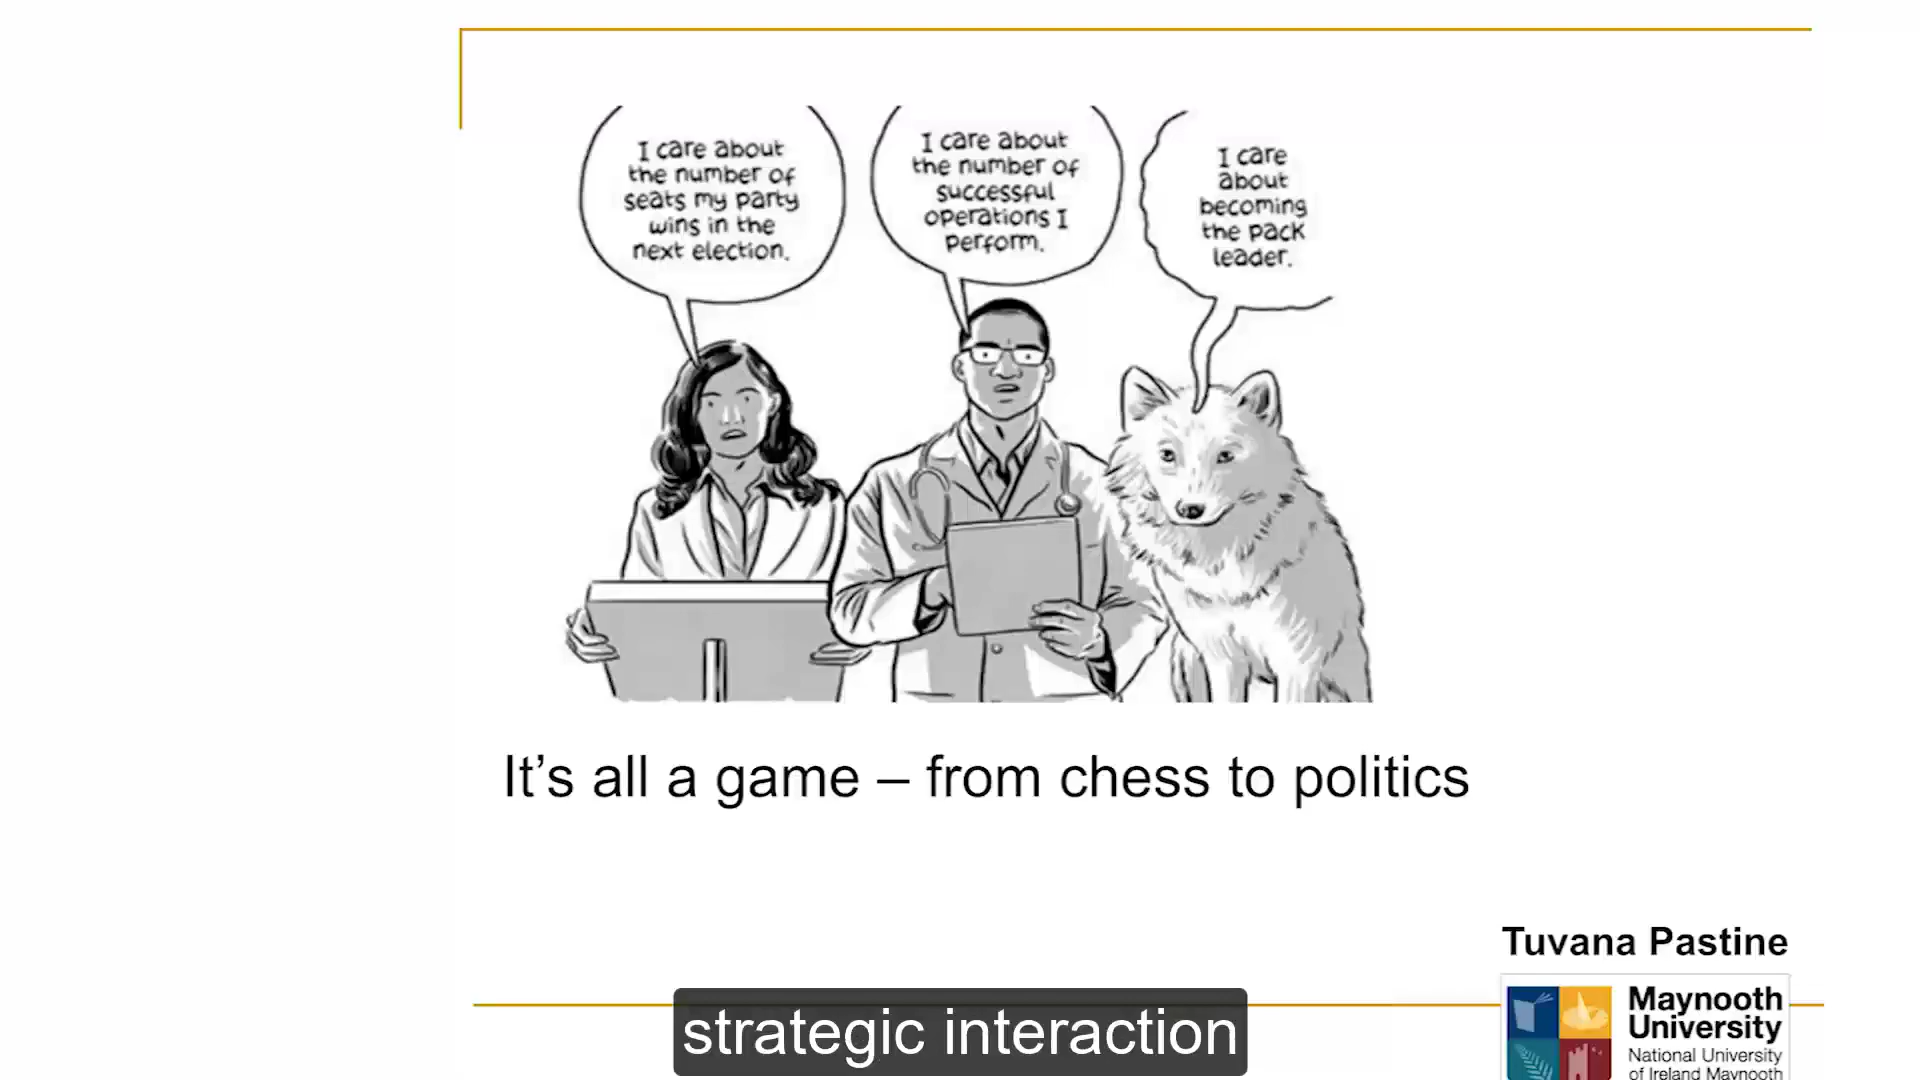 I care about
the number of
seats my party
wins in the
next election.
I care about
the number of
successful
operations I
perform.
I care
about
becoming
the pack
leader.
It’s all a game – from chess to politics
Tuvana Pastine
Maynooth
University
National University
of Ireland Maynooth
strategic interaction